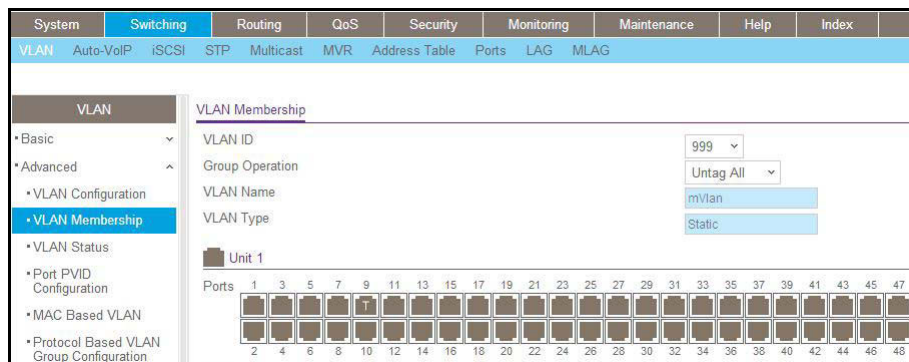 System Switching Routing QoS Security Monitoring Maintenance Help Index
VLAN Auto-VoIP iSCSI STP Multicast MVR Address Table Ports LAG MLAG
VLAN
Basic
Advanced
VLAN Configuration
VLAN Membership
VLAN Status
Port PVID
Configuration
MAC Based VLAN
Protocol Based VLAN
Group Configuration
VLAN Membership
VLAN ID 999
Group Operation Untag All
VLAN Name mVlan
VLAN Type Static
Unit 1
Ports 1 3 5 7 9 11 13 15 17 19 21 23 25 27 29 31 33 35 37 39 41 43 45 47
T
2 4 6 8 10 12 14 16 18 20 22 24 26 28 30 32 34 36 38 40 42 44 46 48